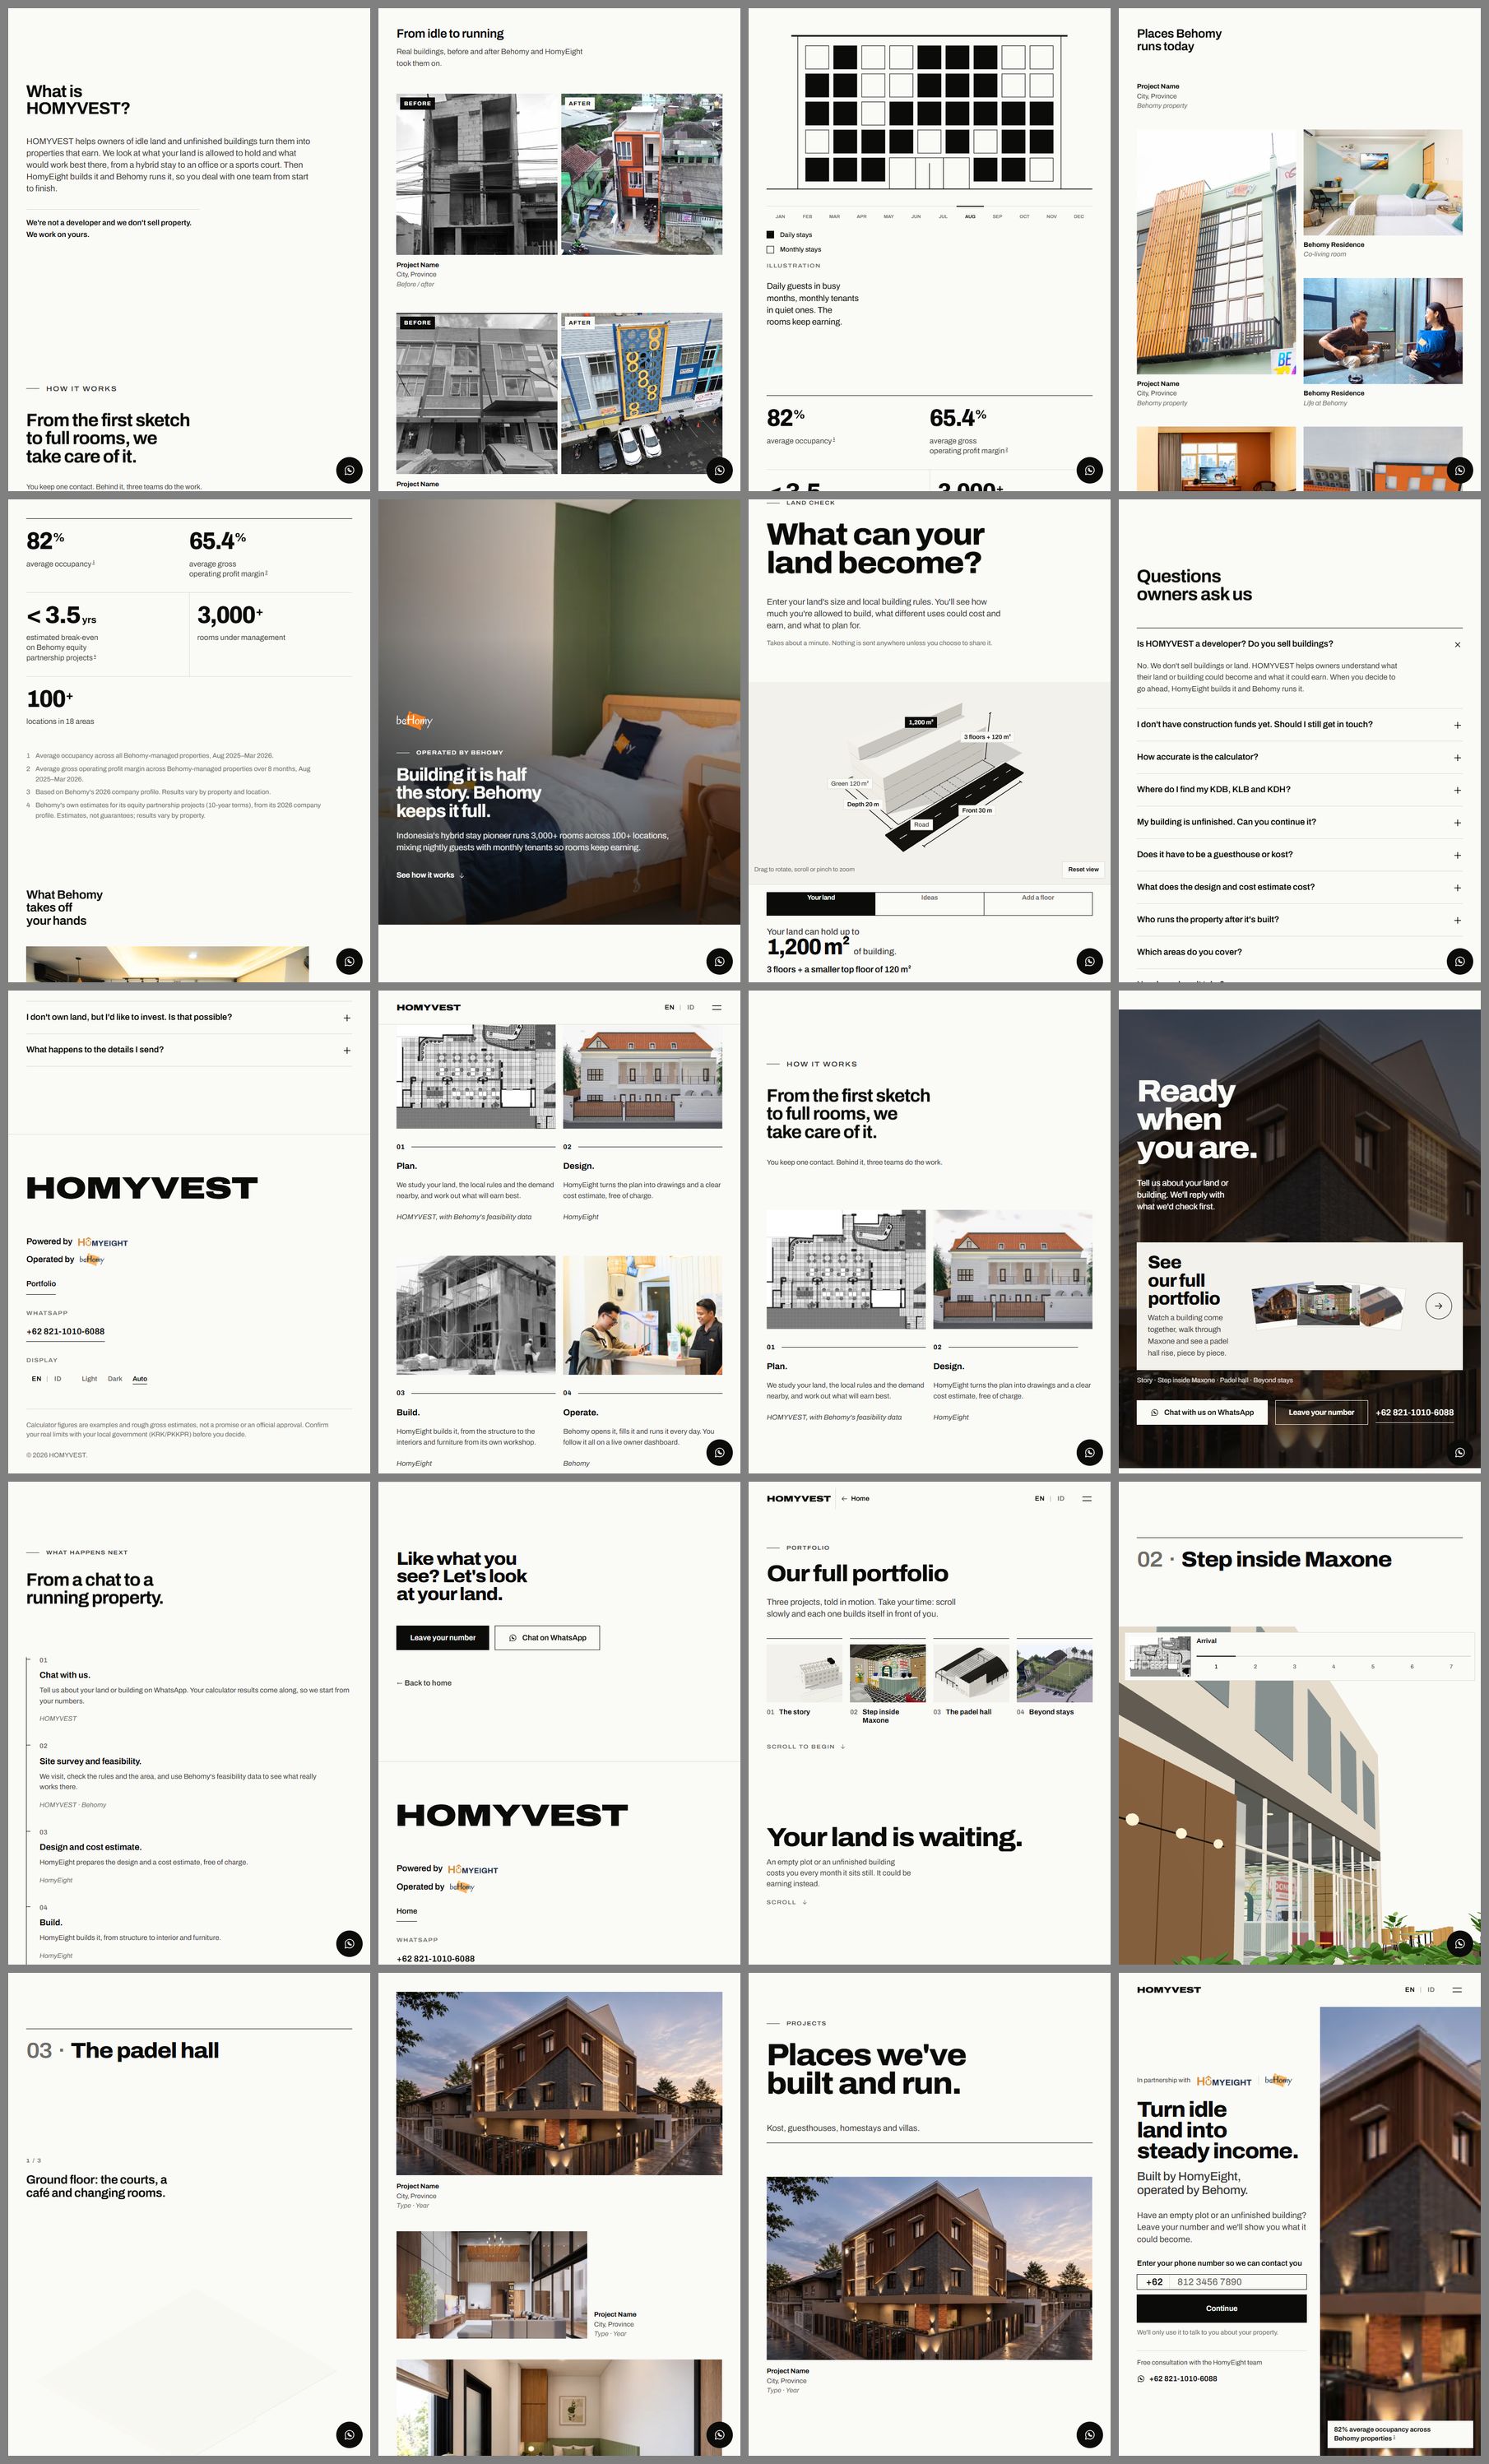 What is
HOMYVEST?
HOMYVEST helps owners of idle land and unfinished buildings turn them into
properties that earn. We look at what your land is allowed to hold and what
would work best there, from a hybrid stay to an office or a sports court. Then
HomyEight builds it and Behomy runs it, so you deal with one team from start
to finish.
We're not a developer and we don't sell property.
We work on yours.
HOW IT WORKS
From the first sketch
to full rooms, we
take care of it.
You keep one contact. Behind it, three teams do the work.
From idle to running
Real buildings, before and after Behomy and HomyEight
took them on.
BEFORE
AFTER
Project Name
City, Province
Before / after
BEFORE
AFTER
Project Name
JAN FEB MAR APR MAY JUN JUL AUG SEP OCT NOV DEC
Daily stays
Monthly stays
ILLUSTRATION
Daily guests in busy
months, monthly tenants
in quiet ones. The
rooms keep earning.
82%
average occupancy1
65.4%
average gross
operating profit margin2
< 3.5
3,000+
Places Behomy
runs today
Project Name
City, Province
Behomy property
BE
Behomy Residence
Co-living room
Project Name
City, Province
Behomy property
Behomy Residence
Life at Behomy
82%
average occupancy1
65.4%
average gross
operating profit margin2
< 3.5 yrs
estimated break-even
on Behomy equity
partnership projects4
3,000+
rooms under management
100+
locations in 18 areas
1 Average occupancy across all Behomy-managed properties, Aug 2025–Mar 2026.
2 Average gross operating profit margin across Behomy-managed properties over 8 months, Aug
2025–Mar 2026.
3 Based on Behomy's 2026 company profile. Results vary by property and location.
4 Behomy's own estimates for its equity partnership projects (10-year terms), from its 2026 company
profile. Estimates, not guarantees; results vary by property.
What Behomy
takes off
your hands
beHomy
OPERATED BY BEHOMY
Building it is half
the story. Behomy
keeps it full.
Indonesia's hybrid stay pioneer runs 3,000+ rooms across 100+ locations,
mixing nightly guests with monthly tenants so rooms keep earning.
See how it works ↓
LAND CHECK
What can your
land become?
Enter your land's size and local building rules. You'll see how
much you're allowed to build, what different uses could cost and
earn, and what to plan for.
Takes about a minute. Nothing is sent anywhere unless you choose to share it.
1,200 m²
3 floors + 120 m²
Green 120 m²
Depth 20 m
Front 30 m
Road
Drag to rotate, scroll or pinch to zoom
Reset view
Your land
Ideas
Add a floor
Your land can hold up to
1,200 m² of building.
3 floors + a smaller top floor of 120 m²
Questions
owners ask us
Is HOMYVEST a developer? Do you sell buildings?
No. We don't sell buildings or land. HOMYVEST helps owners understand what
their land or building could become and what it could earn. When you decide to
go ahead, HomyEight builds it and Behomy runs it.
I don't have construction funds yet. Should I still get in touch?
How accurate is the calculator?
Where do I find my KDB, KLB and KDH?
My building is unfinished. Can you continue it?
Does it have to be a guesthouse or kost?
What does the design and cost estimate cost?
Who runs the property after it's built?
Which areas do you cover?
I don't own land, but I'd like to invest. Is that possible?
What happens to the details I send?
HOMYVEST
Powered by HOMYEIGHT
Operated by beHomy
Portfolio
WHATSAPP
+62 821-1010-6088
DISPLAY
EN | ID Light Dark Auto
Calculator figures are examples and rough gross estimates, not a promise or an official approval. Confirm
your real limits with your local government (KRK/PKKPR) before you decide.
© 2026 HOMYVEST.
HOMYVEST
EN | ID
01
Plan.
We study your land, the local rules and the demand
nearby, and work out what will earn best.
HOMYVEST, with Behomy's feasibility data
02
Design.
HomyEight turns the plan into drawings and a clear
cost estimate, free of charge.
HomyEight
03
Build.
HomyEight builds it, from the structure to the
interiors and furniture from its own workshop.
HomyEight
04
Operate.
Behomy opens it, fills it and runs it every day. You
follow it all on a live owner dashboard.
Behomy
HOW IT WORKS
From the first sketch
to full rooms, we
take care of it.
You keep one contact. Behind it, three teams do the work.
01
Plan.
We study your land, the local rules and the demand
nearby, and work out what will earn best.
HOMYVEST, with Behomy's feasibility data
02
Design.
HomyEight turns the plan into drawings and a clear
cost estimate, free of charge.
HomyEight
Ready
when
you are.
Tell us about your land or
building. We'll reply with
what we'd check first.
See
our full
portfolio
Watch a building come
together, walk through
Maxone and see a padel
hall rise, piece by piece.
Story · Step inside Maxone · Padel hall · Beyond stays
Chat with us on WhatsApp
Leave your number
+62 821-1010-6088
WHAT HAPPENS NEXT
From a chat to a
running property.
01
Chat with us.
Tell us about your land or building on WhatsApp. Your calculator results come along, so we start from
your numbers.
HOMYVEST
02
Site survey and feasibility.
We visit, check the rules and the area, and use Behomy's feasibility data to see what really
works there.
HOMYVEST · Behomy
03
Design and cost estimate.
HomyEight prepares the design and a cost estimate, free of charge.
HomyEight
04
Build.
HomyEight builds it, from structure to interior and furniture.
HomyEight
Like what you
see? Let's look
at your land.
Leave your number
Chat on WhatsApp
← Back to home
HOMYVEST
Powered by HOMYEIGHT
Operated by beHomy
Home
WHATSAPP
+62 821-1010-6088
HOMYVEST ← Home
EN | ID
PORTFOLIO
Our full portfolio
Three projects, told in motion. Take your time: scroll
slowly and each one builds itself in front of you.
01 The story
02 Step inside
Maxone
03 The padel hall
04 Beyond stays
SCROLL TO BEGIN ↓
Your land is waiting.
An empty plot or an unfinished building
costs you every month it sits still. It could be
earning instead.
SCROLL ↓
02 · Step inside Maxone
Arrival
1 2 3 4 5 6 7
03 · The padel hall
1 / 3
Ground floor: the courts, a
café and changing rooms.
Project Name
City, Province
Type · Year
Project Name
City, Province
Type · Year
PROJECTS
Places we've
built and run.
Kost, guesthouses, homestays and villas.
Project Name
City, Province
Type · Year
HOMYVEST
EN | ID
In partnership with HOMYEIGHT | beHomy
Turn idle
land into
steady income.
Built by HomyEight,
operated by Behomy.
Have an empty plot or an unfinished building?
Leave your number and we'll show you what it
could become.
Enter your phone number so we can contact you
+62 812 3456 7890
Continue
We'll only use it to talk to you about your property.
Free consultation with the HomyEight team
+62 821-1010-6088
82% average occupancy across
Behomy properties1